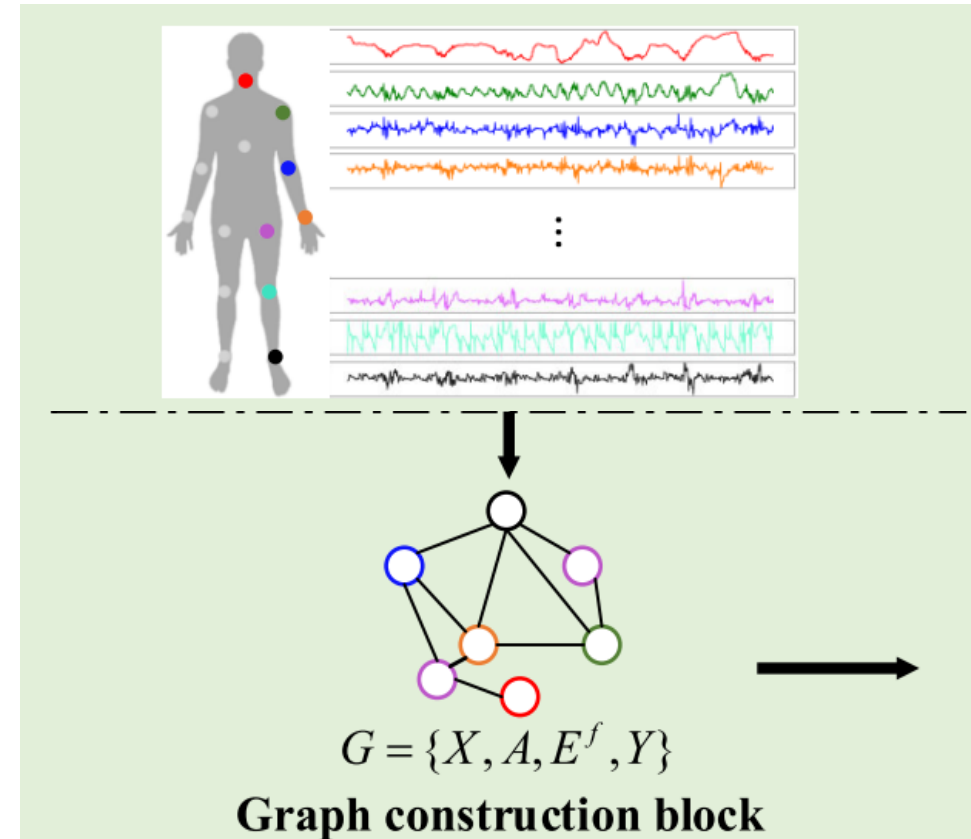 G = {X, A, E^f, Y}
Graph construction block